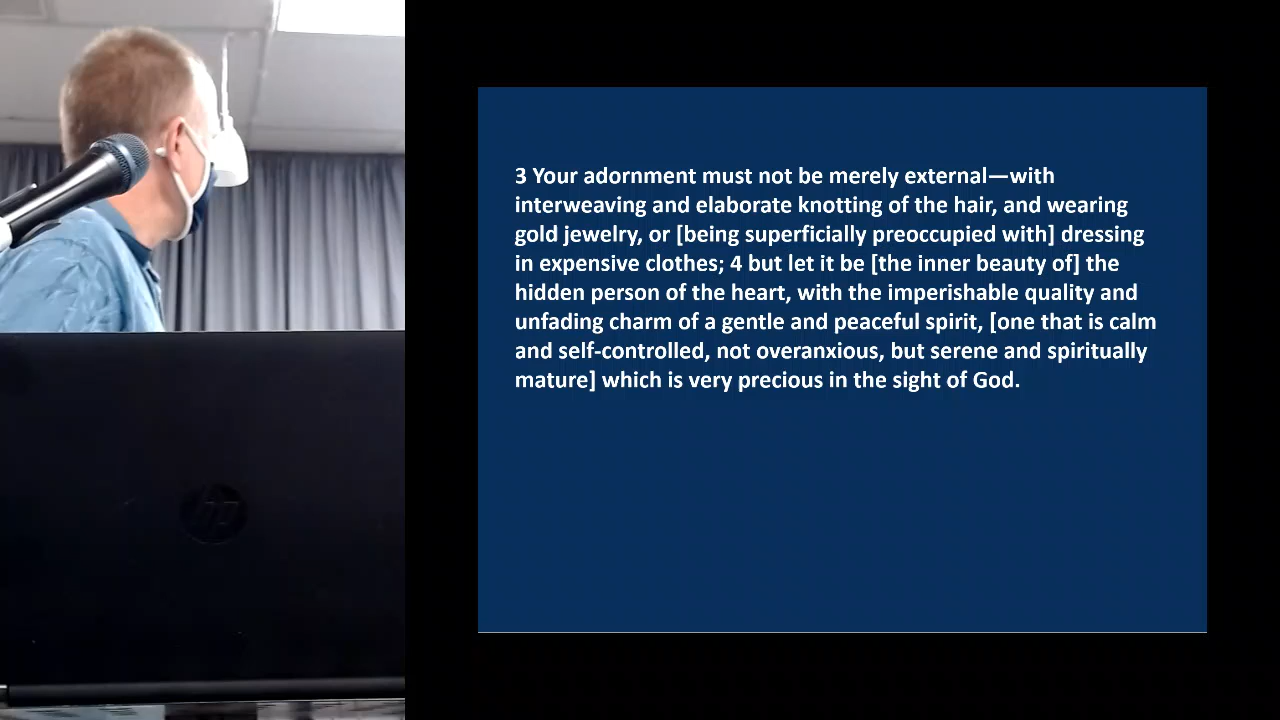 3 Your adornment must not be merely external—with
interweaving and elaborate knotting of the hair, and wearing
gold jewelry, or [being superficially preoccupied with] dressing
in expensive clothes; 4 but let it be [the inner beauty of] the
hidden person of the heart, with the imperishable quality and
unfading charm of a gentle and peaceful spirit, [one that is calm
and self-controlled, not overanxious, but serene and spiritually
mature] which is very precious in the sight of God.
hp